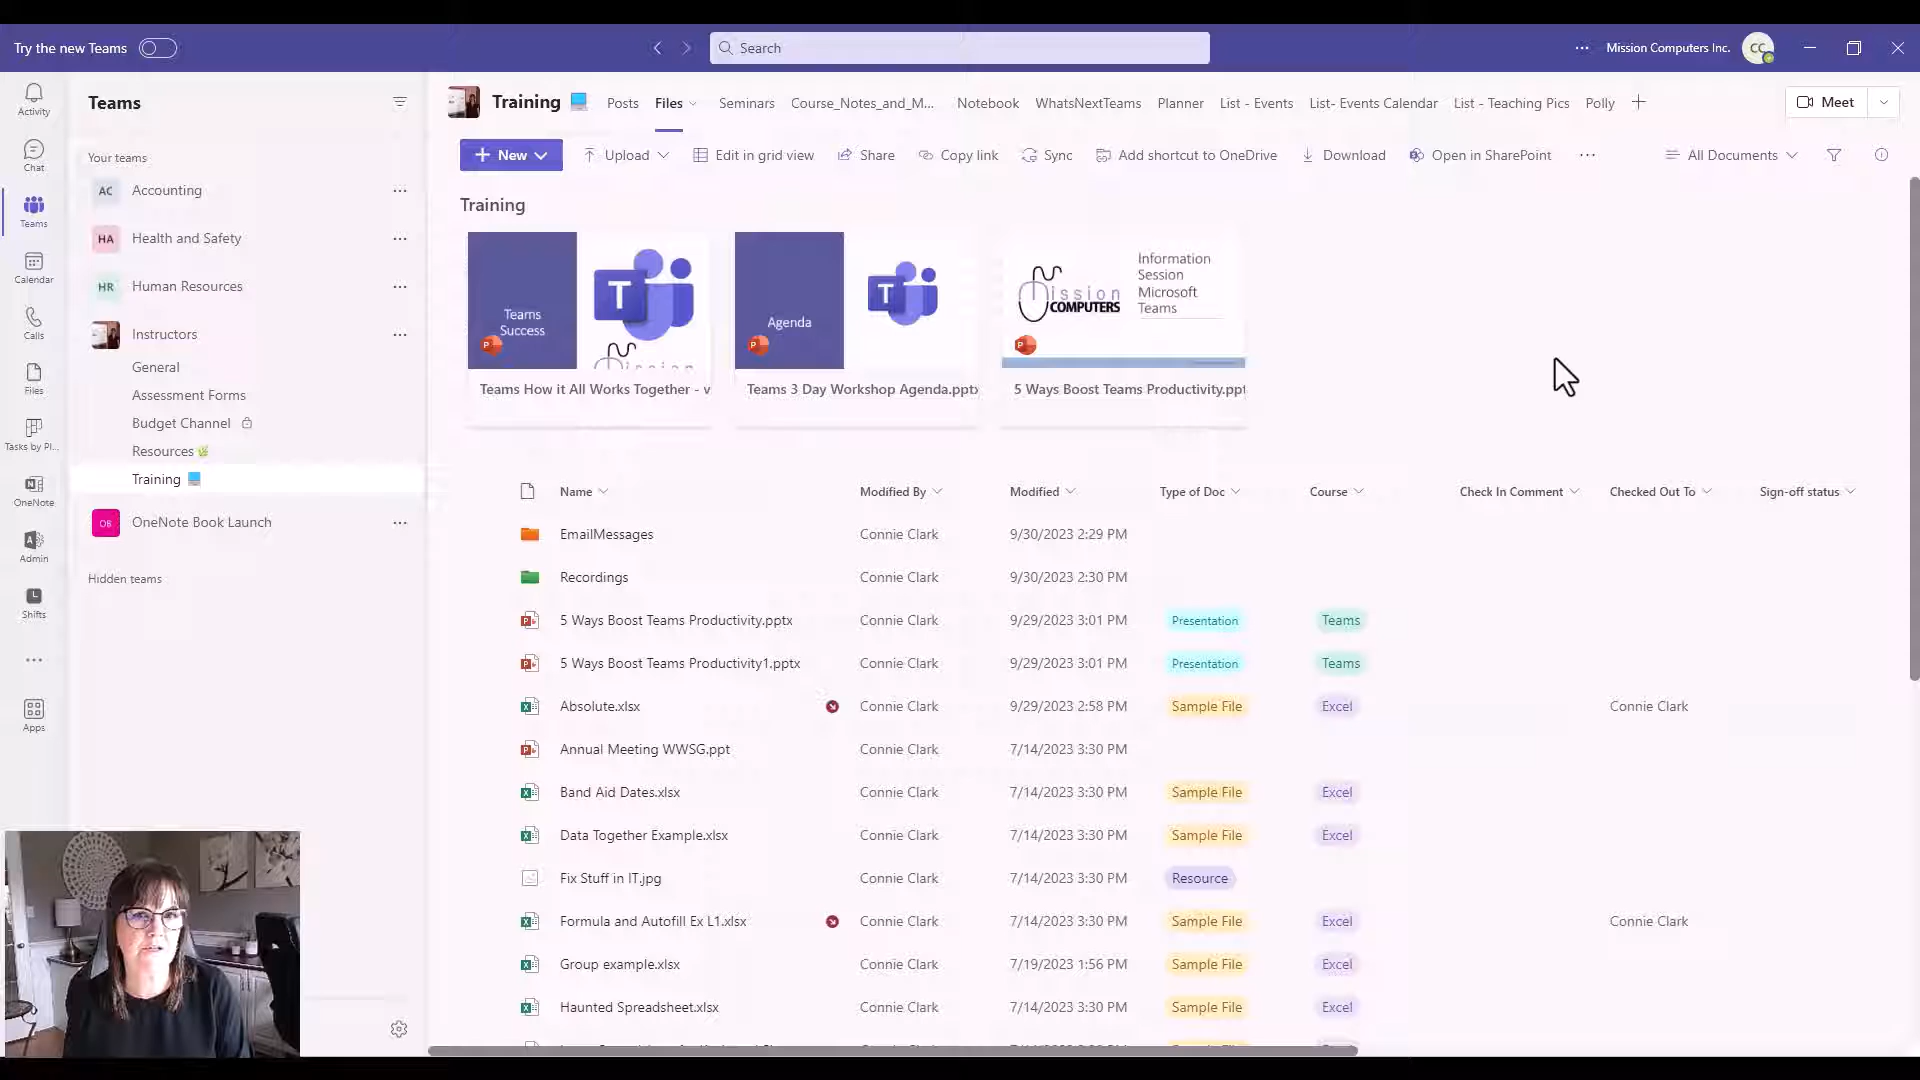 Try the new Teams
Search
Mission Computers Inc.
CC
Activity
Chat
Teams
Calendar
Calls
Files
Tasks by Pl...
OneNote
Admin
Shifts
Apps
Teams
Your teams
AC Accounting
HA Health and Safety
HR Human Resources
Instructors
General
Assessment Forms
Budget Channel
Resources
Training
OB OneNote Book Launch
Hidden teams
Training
Posts
Files
Seminars
Course_Notes_and_M...
Notebook
WhatsNextTeams
Planner
List - Events
List- Events Calendar
List - Teaching Pics
Polly
Meet
New
Upload
Edit in grid view
Share
Copy link
Sync
Add shortcut to OneDrive
Download
Open in SharePoint
All Documents
Training
Teams
Success
Teams How it All Works Together - v
Agenda
Teams 3 Day Workshop Agenda.pptx
Mission
COMPUTERS
Information
Session
Microsoft
Teams
5 Ways Boost Teams Productivity.ppt
Name Modified By Modified Type of Doc Course Check In Comment Checked Out To Sign-off status
EmailMessages Connie Clark 9/30/2023 2:29 PM
Recordings Connie Clark 9/30/2023 2:30 PM
5 Ways Boost Teams Productivity.pptx Connie Clark 9/29/2023 3:01 PM Presentation Teams
5 Ways Boost Teams Productivity1.pptx Connie Clark 9/29/2023 3:01 PM Presentation Teams
Absolute.xlsx Connie Clark 9/29/2023 2:58 PM Sample File Excel Connie Clark
Annual Meeting WWSG.ppt Connie Clark 7/14/2023 3:30 PM
Band Aid Dates.xlsx Connie Clark 7/14/2023 3:30 PM Sample File Excel
Data Together Example.xlsx Connie Clark 7/14/2023 3:30 PM Sample File Excel
Fix Stuff in IT.jpg Connie Clark 7/14/2023 3:30 PM Resource
Formula and Autofill Ex L1.xlsx Connie Clark 7/14/2023 3:30 PM Sample File Excel Connie Clark
Group example.xlsx Connie Clark 7/19/2023 1:56 PM Sample File Excel
Haunted Spreadsheet.xlsx Connie Clark 7/14/2023 3:30 PM Sample File Excel